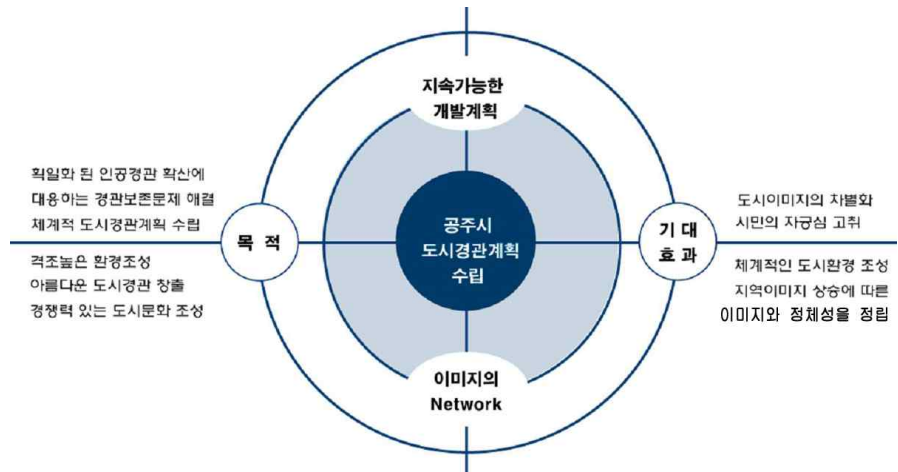 지속가능한
개발계획
획일화 된 인공경관 확산에
대응하는 경관보존문제 해결
체계적 도시경관계획 수립
목 적
격조높은 환경조성
아름다운 도시경관 창출
경쟁력 있는 도시문화 조성
공주시
도시경관계획
수립
기 대
효 과
도시이미지의 차별화
시민의 자긍심 고취
체계적인 도시환경 조성
지역이미지 상승에 따른
이미지와 정체성을 정립
이미지의
Network